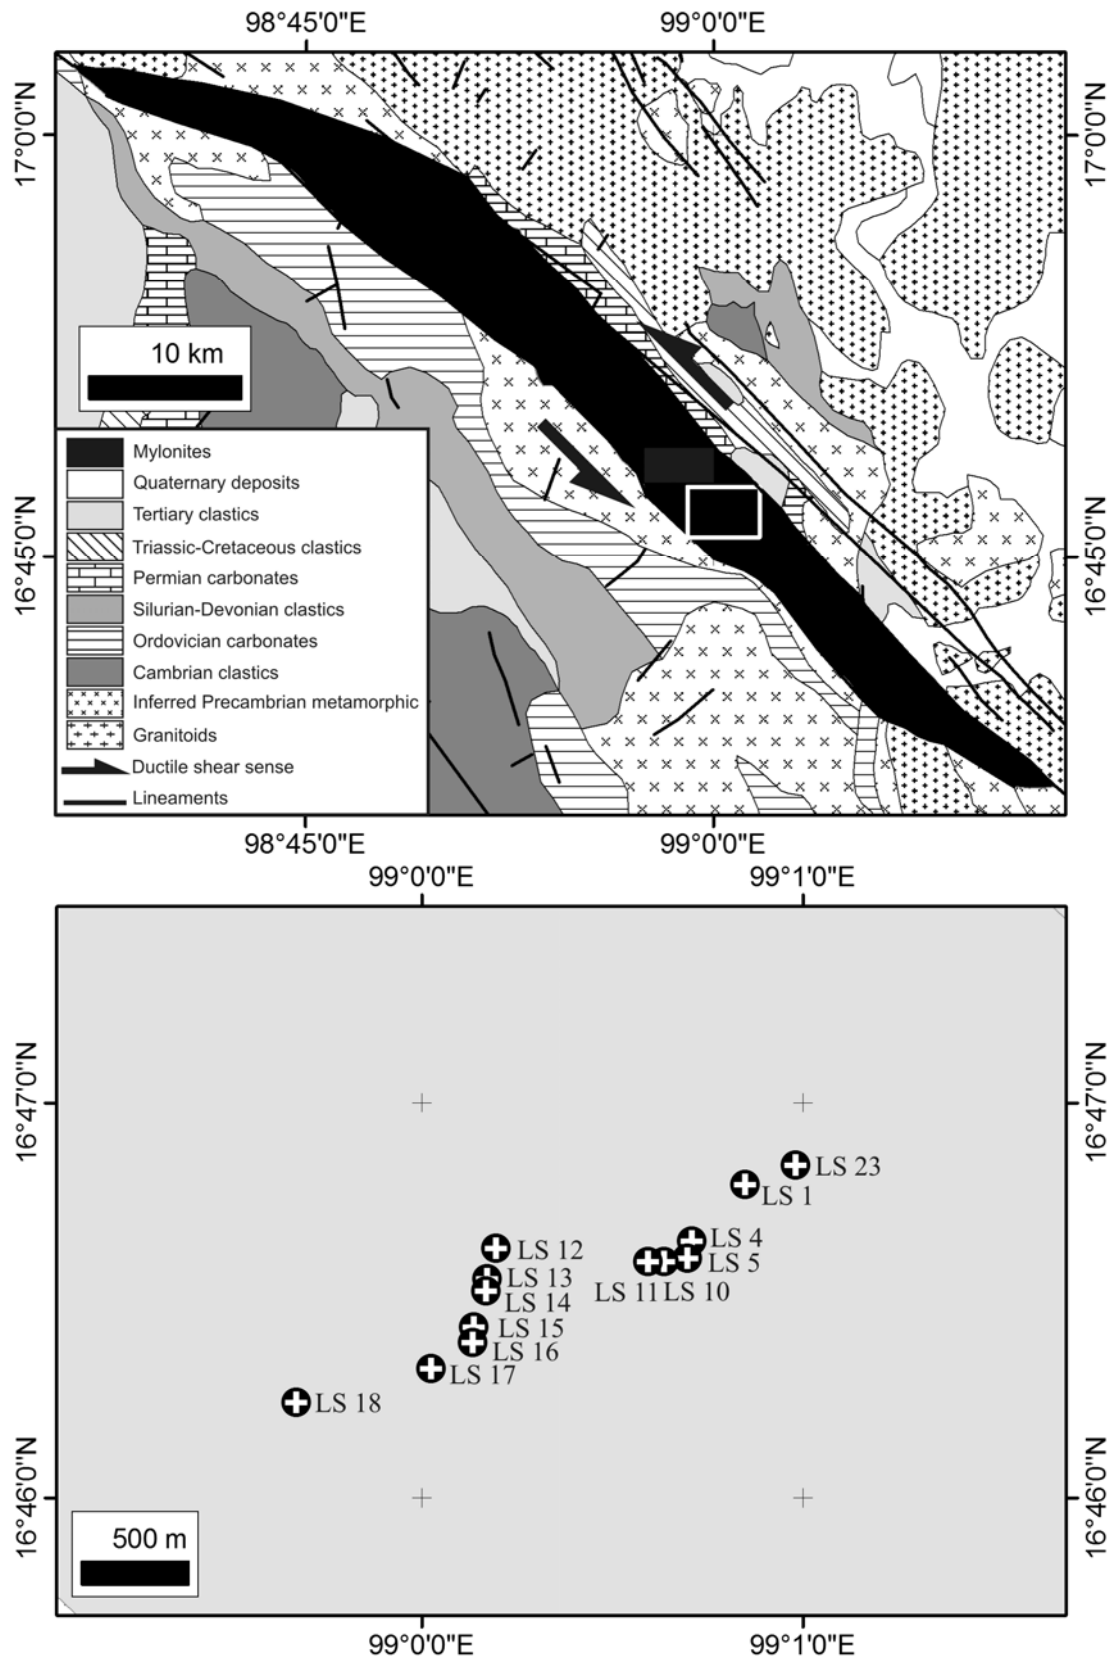 98°45'0"E 99°0'0"E
17°0'0"N 17°0'0"N
10 km
Mylonites
Quaternary deposits
Tertiary clastics
Triassic-Cretaceous clastics
Permian carbonates
Silurian-Devonian clastics
Ordovician carbonates
Cambrian clastics
Inferred Precambrian metamorphic
Granitoids
Ductile shear sense
Lineaments
16°45'0"N 16°45'0"N
98°45'0"E 99°0'0"E
99°0'0"E 99°1'0"E
16°47'0"N 16°47'0"N
LS 23
LS 1
LS 4
LS 12
LS 5
LS 13
LS 11 LS 10
LS 14
LS 15
LS 16
LS 17
LS 18
16°46'0"N 16°46'0"N
500 m
99°0'0"E 99°1'0"E